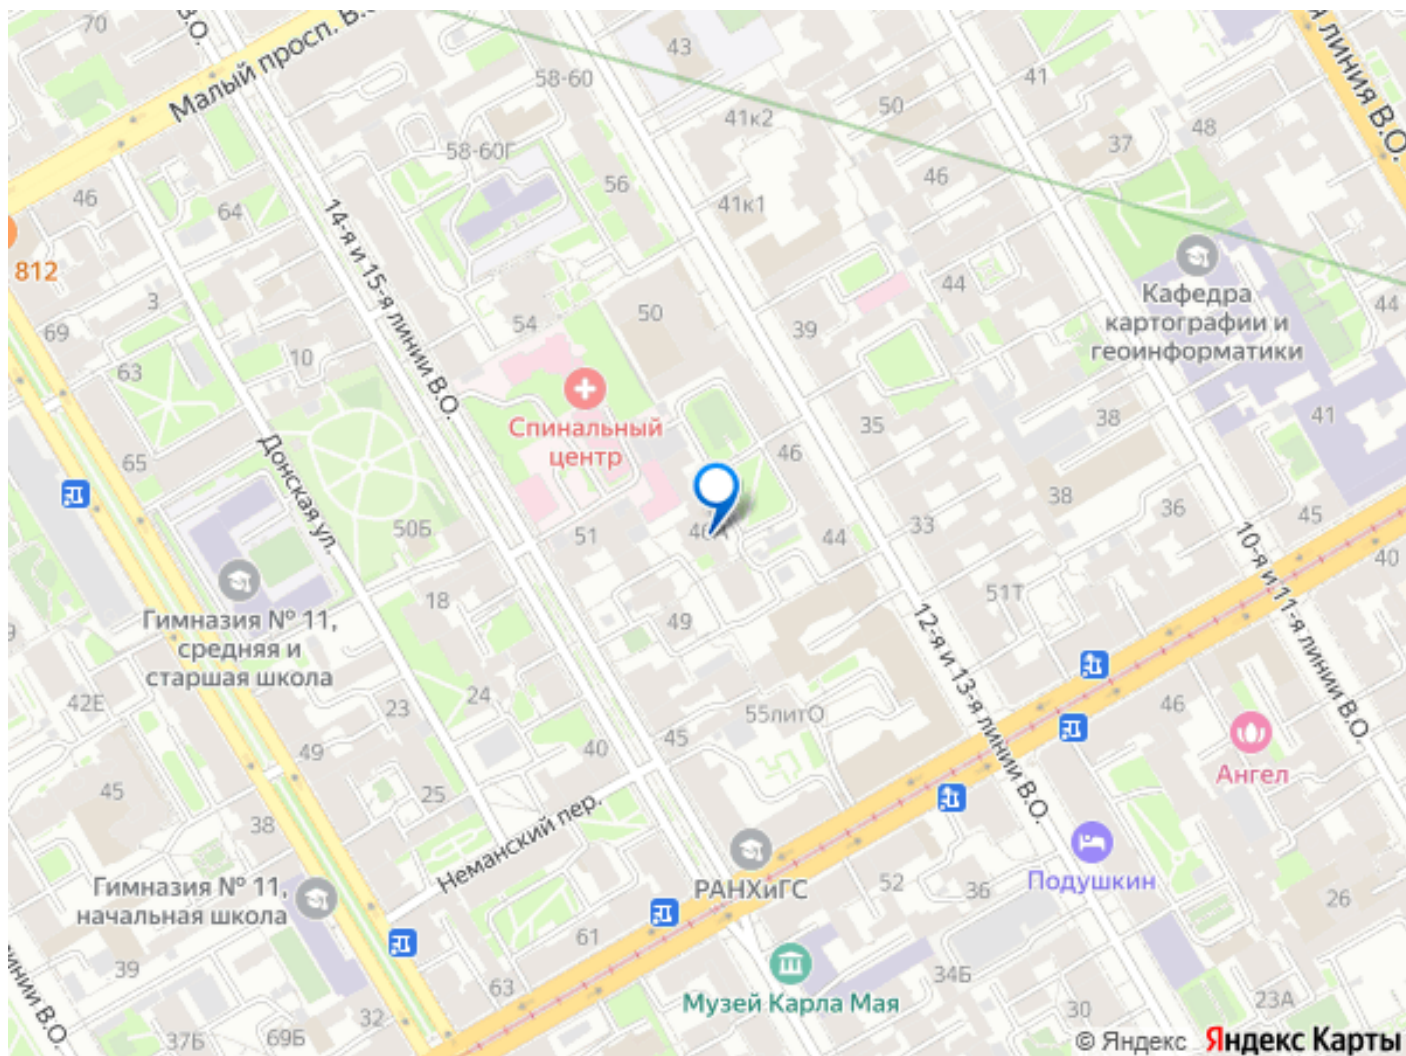 70
В.О.
Малый просп. В.О.
43
41
я линия В.О.
58-60
41к2
50
48
37
58-60Г
56
46
46
64
41к1
14-я и 15-я линии В.О.
812
3
54
50
44
Кафедра
картографии и
геоинформатики
44
69
10
39
63
Спинальный
центр
35
38
41
65
Донская ул.
46
38
36
45
50Б
51
44
33
40
10-я и 11-я линии В.О.
18
Гимназия № 11,
средняя и
старшая школа
49
51Т
12-я и 13-я линии В.О.
9
42Е
23
24
55литО
46
49
40
45
Ангел
45
25
38
Неманский пер.
РАНХиГС
52
36
Подушкин
26
Гимназия № 11,
начальная школа
61
39
63
Музей Карла Мая
34Б
30
23А
инии В.О.
37Б
69Б
32
© Яндекс
Яндекс Карты